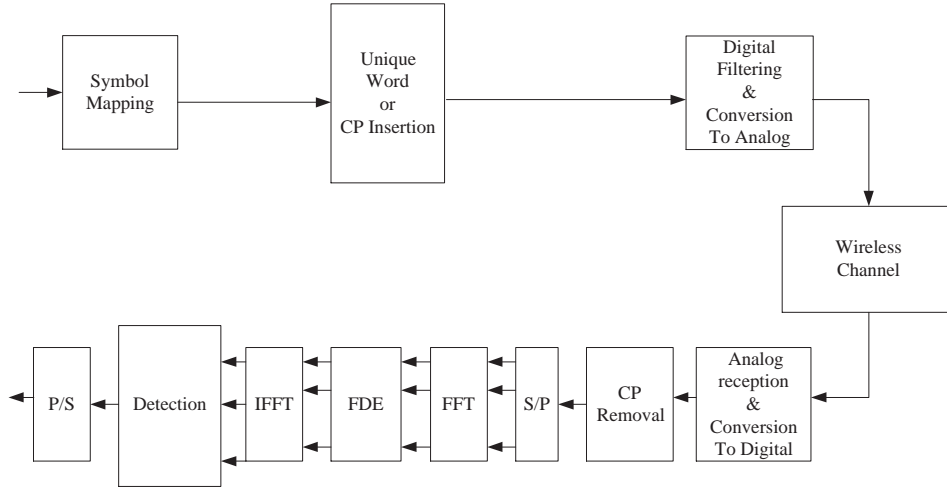 Symbol
Mapping
Unique
Word
or
CP Insertion
Digital
Filtering
&
Conversion
To Analog
Wireless
Channel
P/S
Detection
IFFT
FDE
FFT
S/P
CP
Removal
Analog
reception
&
Conversion
To Digital